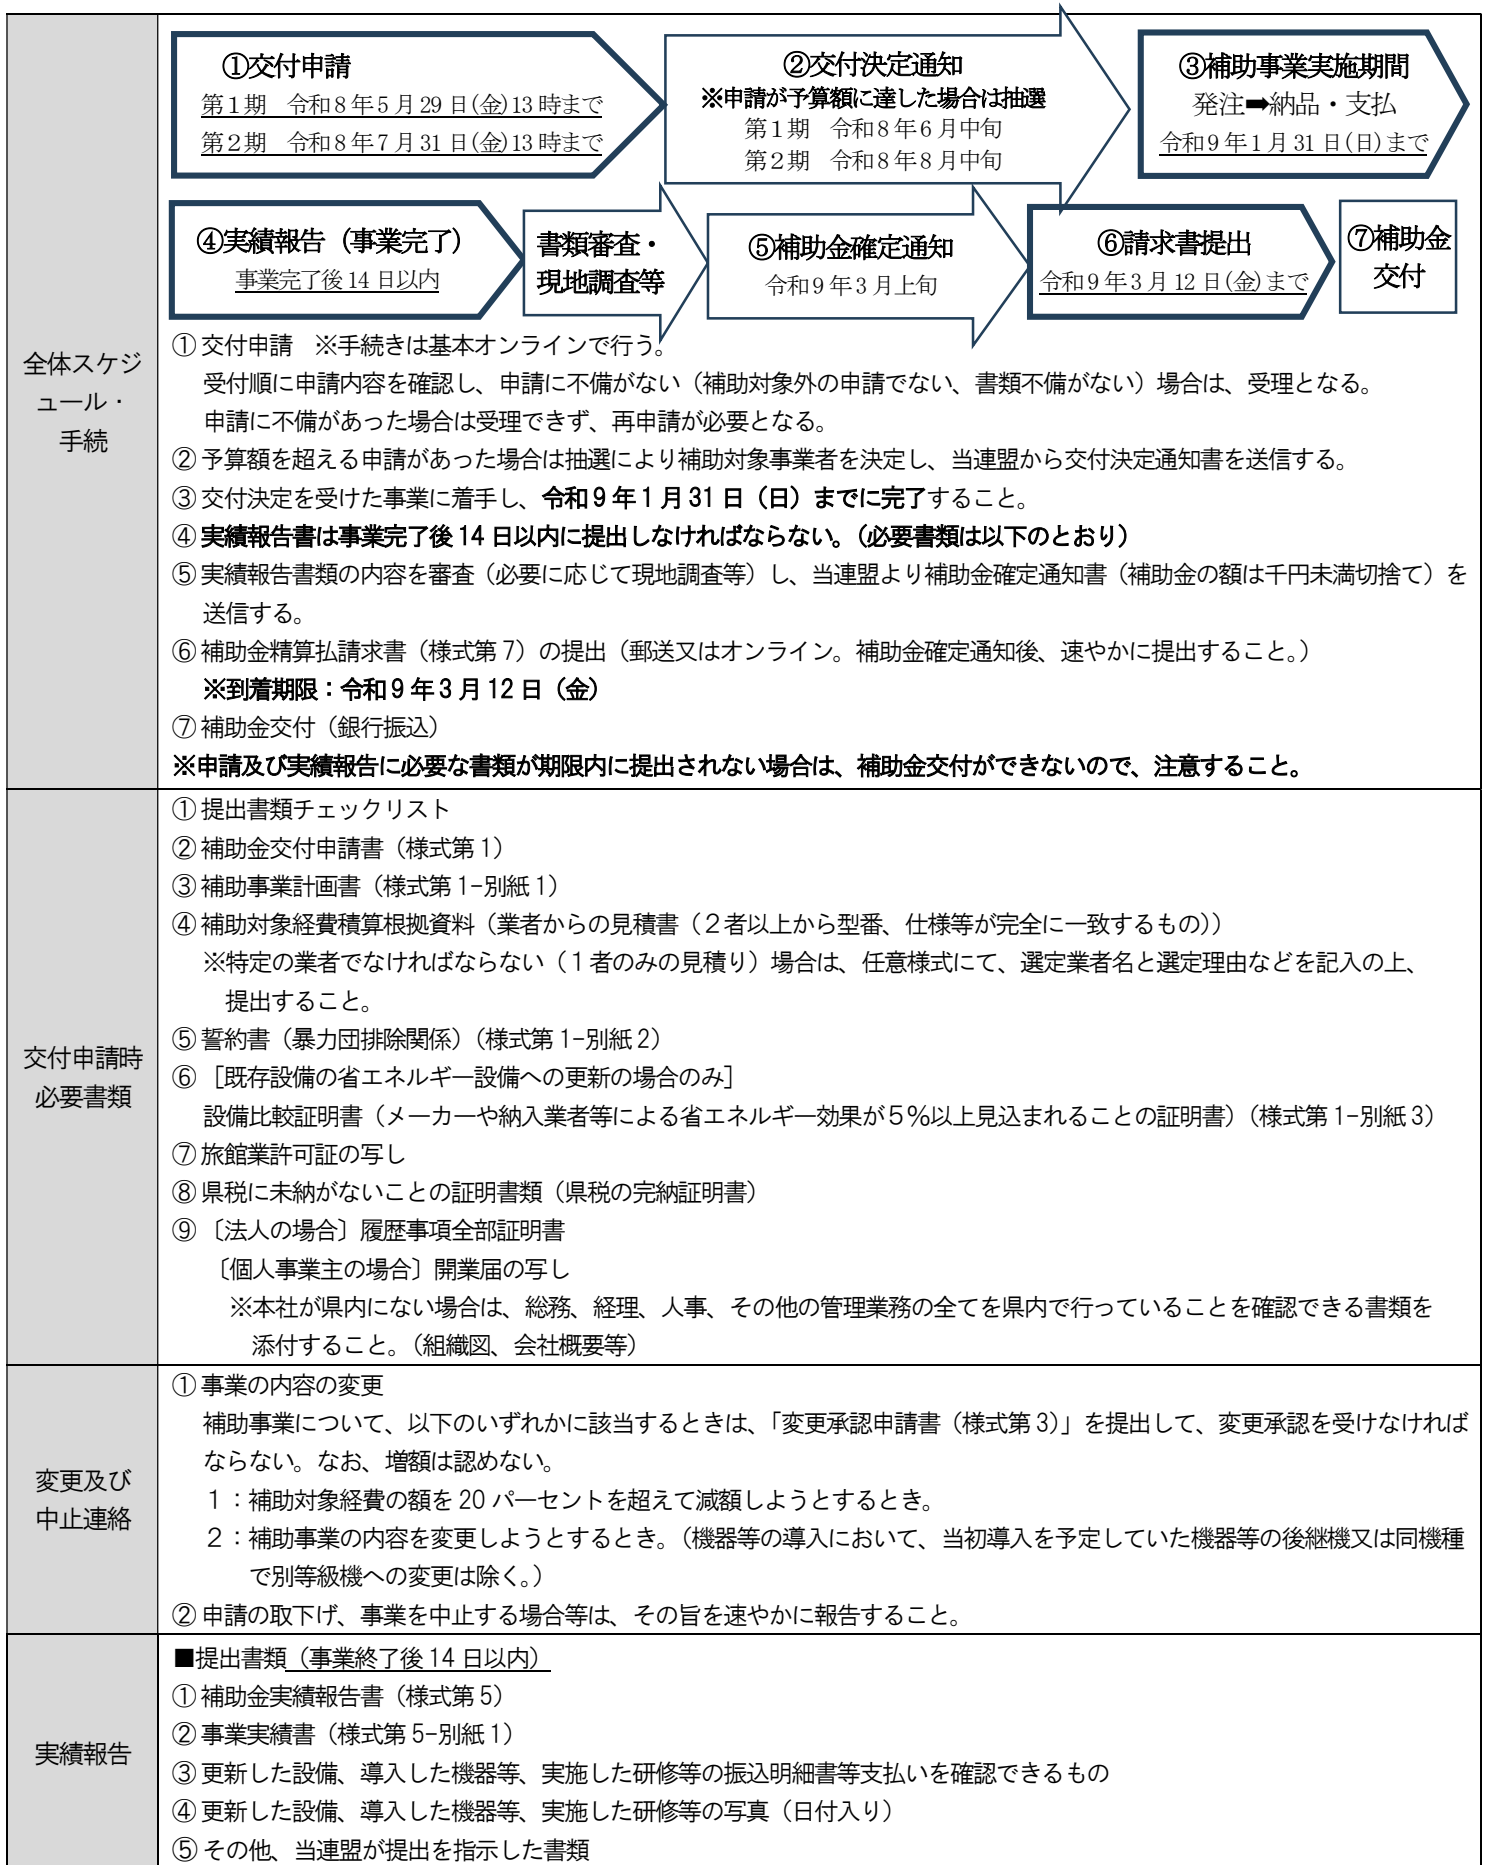 全体スケジ
ュール・
手続
①交付申請
第1期　令和8年5月29日(金)13時まで
第2期　令和8年7月31日(金)13時まで
②交付決定通知
※申請が予算額に達した場合は抽選
第1期　令和8年6月中旬
第2期　令和8年8月中旬
③補助事業実施期間
発注➡納品・支払
令和9年1月31日(日)まで
④実績報告（事業完了）
事業完了後14日以内
書類審査・
現地調査等
⑤補助金確定通知
令和9年3月上旬
⑥請求書提出
令和9年3月12日(金)まで
⑦補助金
交付
①交付申請　※手続きは基本オンラインで行う。
受付順に申請内容を確認し、申請に不備がない（補助対象外の申請でない、書類不備がない）場合は、受理となる。
申請に不備があった場合は受理できず、再申請が必要となる。
②予算額を超える申請があった場合は抽選により補助対象事業者を決定し、当連盟から交付決定通知書を送信する。
③交付決定を受けた事業に着手し、令和9年1月31日（日）までに完了すること。
④実績報告書は事業完了後14日以内に提出しなければならない。（必要書類は以下のとおり）
⑤実績報告書類の内容を審査（必要に応じて現地調査等）し、当連盟より補助金確定通知書（補助金の額は千円未満切捨て）を
送信する。
⑥補助金精算払請求書（様式第7）の提出（郵送又はオンライン。補助金確定通知後、速やかに提出すること。）
※到着期限：令和9年3月12日（金）
⑦補助金交付（銀行振込）
※申請及び実績報告に必要な書類が期限内に提出されない場合は、補助金交付ができないので、注意すること。
交付申請時
必要書類
①提出書類チェックリスト
②補助金交付申請書（様式第1）
③補助事業計画書（様式第1-別紙1）
④補助対象経費積算根拠資料（業者からの見積書（２者以上から型番、仕様等が完全に一致するもの））
※特定の業者でなければならない（１者のみの見積り）場合は、任意様式にて、選定業者名と選定理由などを記入の上、
提出すること。
⑤誓約書（暴力団排除関係）（様式第1-別紙2）
⑥［既存設備の省エネルギー設備への更新の場合のみ］
設備比較証明書（メーカーや納入業者等による省エネルギー効果が５％以上見込まれることの証明書）（様式第1-別紙3）
⑦旅館業許可証の写し
⑧県税に未納がないことの証明書類（県税の完納証明書）
⑨〔法人の場合〕履歴事項全部証明書
〔個人事業主の場合〕開業届の写し
※本社が県内にない場合は、総務、経理、人事、その他の管理業務の全てを県内で行っていることを確認できる書類を
添付すること。（組織図、会社概要等）
変更及び
中止連絡
①事業の内容の変更
補助事業について、以下のいずれかに該当するときは、「変更承認申請書（様式第3）」を提出して、変更承認を受けなければ
ならない。なお、増額は認めない。
１：補助対象経費の額を20パーセントを超えて減額しようとするとき。
２：補助事業の内容を変更しようとするとき。（機器等の導入において、当初導入を予定していた機器等の後継機又は同機種
で別等級機への変更は除く。）
②申請の取下げ、事業を中止する場合等は、その旨を速やかに報告すること。
実績報告
■提出書類（事業終了後14日以内）
①補助金実績報告書（様式第5）
②事業実績書（様式第5-別紙1）
③更新した設備、導入した機器等、実施した研修等の振込明細書等支払いを確認できるもの
④更新した設備、導入した機器等、実施した研修等の写真（日付入り）
⑤その他、当連盟が提出を指示した書類